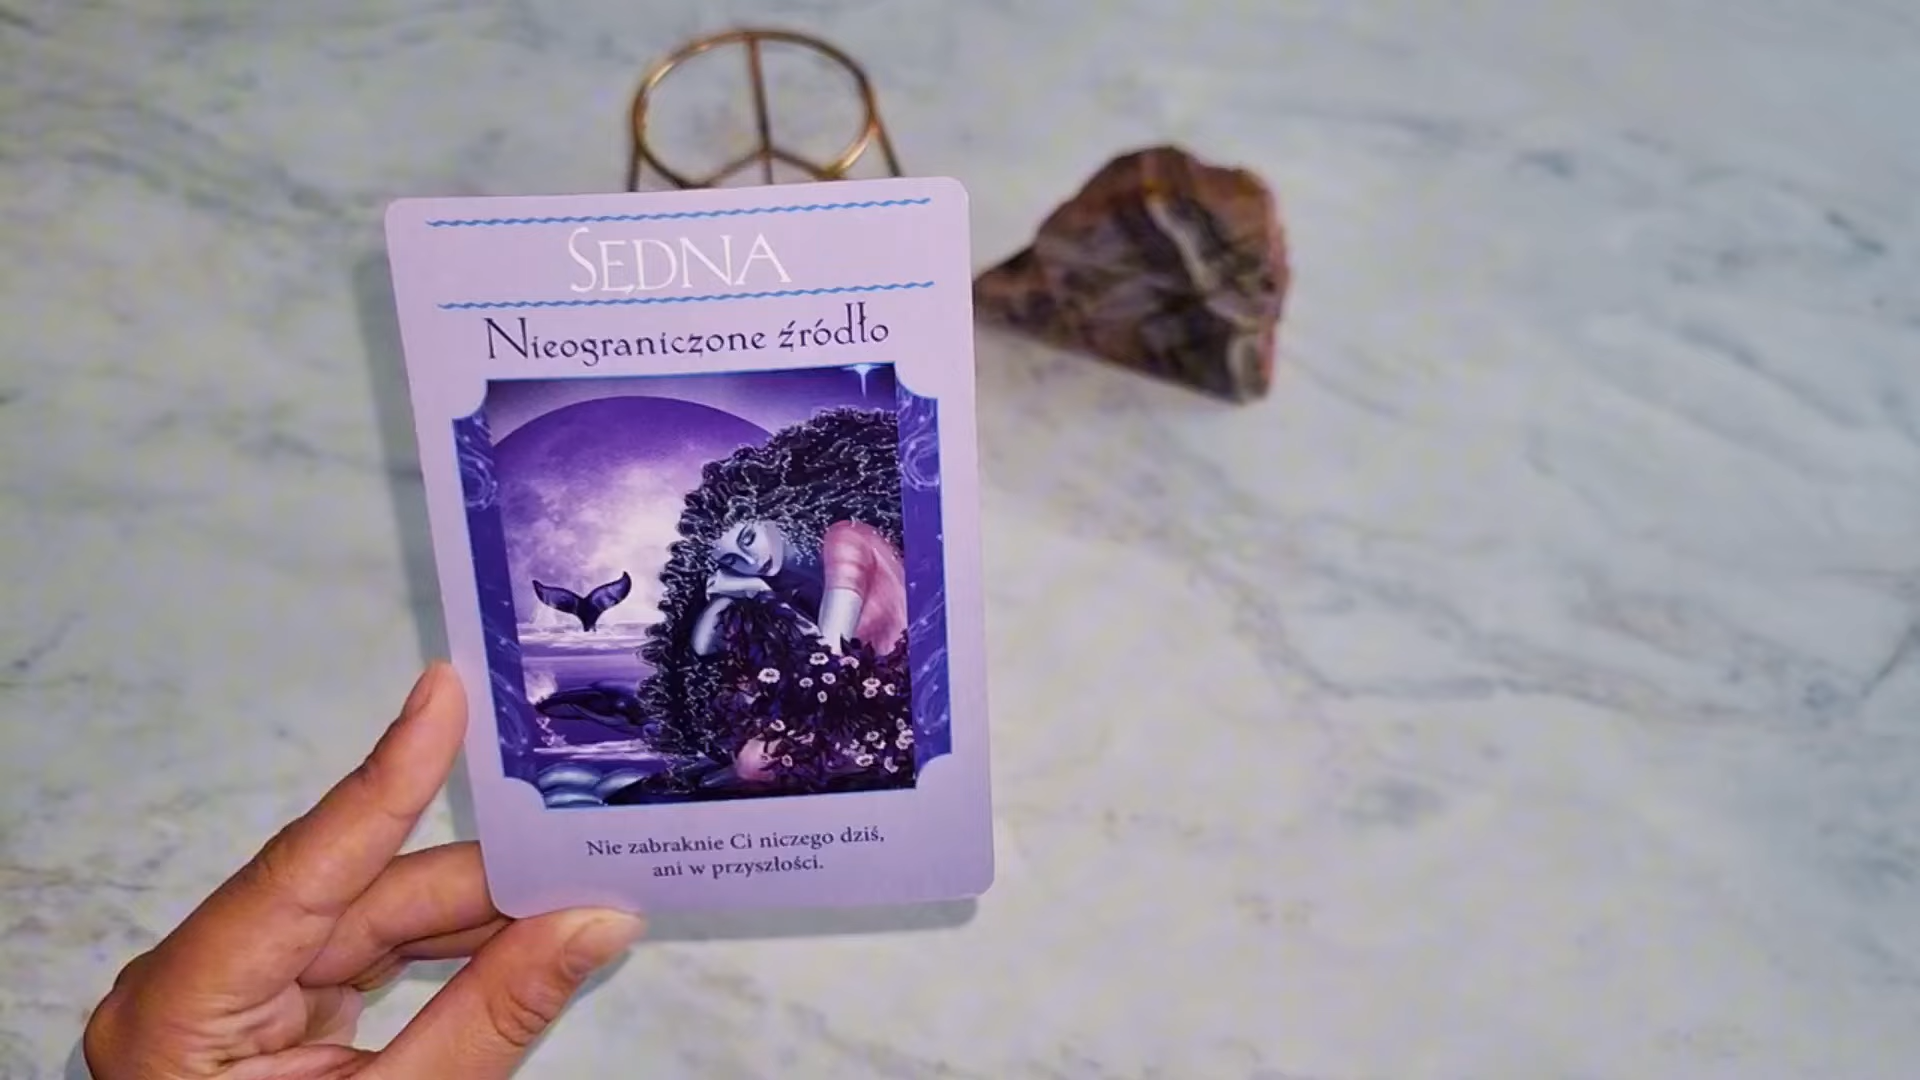 SEDNA
Nieograniczone źródło
Nie zabraknie Ci niczego dziś,
ani w przyszłości.